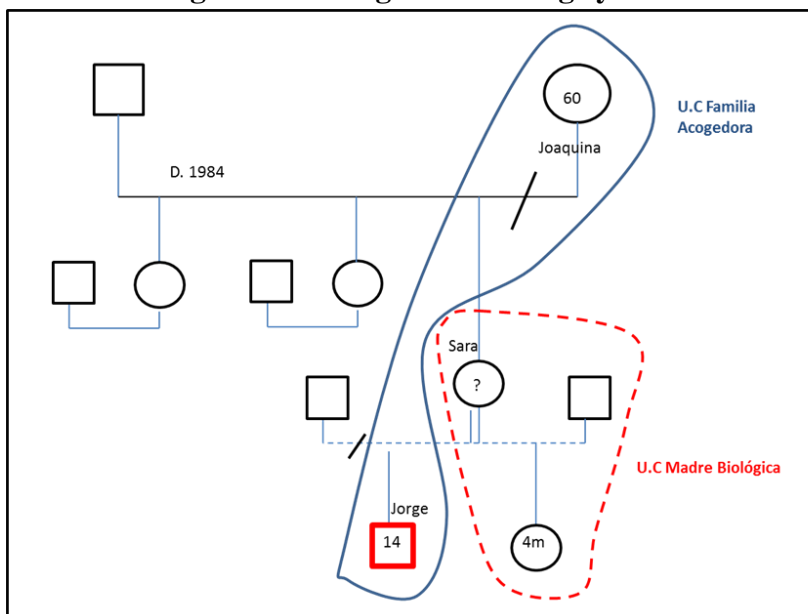 60
U.C Familia
Acogedora
Joaquina
D. 1984
Sara
?
U.C Madre Biológica
Jorge
14
4m